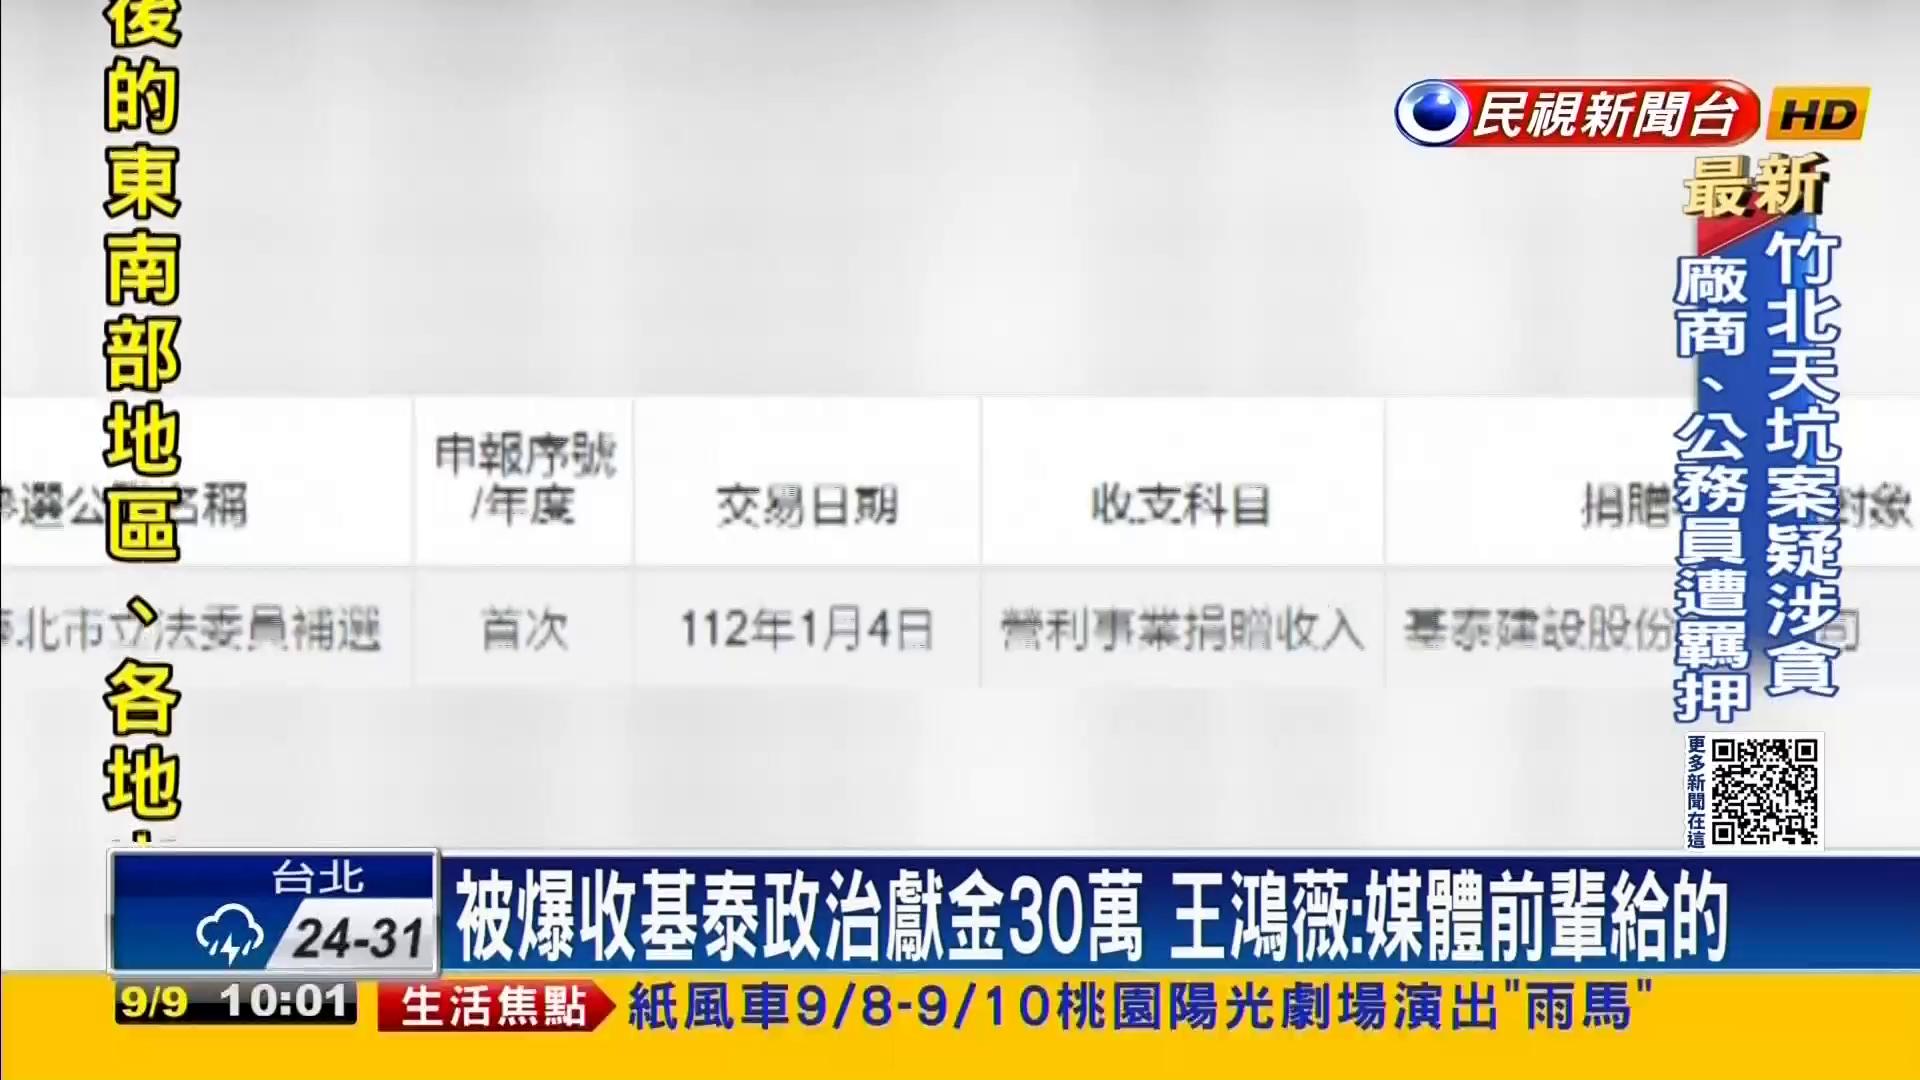 後的東南部地區、各地
民視新聞台 HD
最新
竹北天坑案疑涉貪
廠商、公務員遭羈押
申報序號
/年度
選公 名稱
交易日期
收支科目
捐贈 對象
北市立法委員補選
首次
112年1月4日
營利事業捐贈收入
基泰建設股份 司
更多新聞在這
台北
24-31
被爆收基泰政治獻金30萬 王鴻薇:媒體前輩給的
9/9 10:01
生活焦點
紙風車9/8-9/10桃園陽光劇場演出"雨馬"